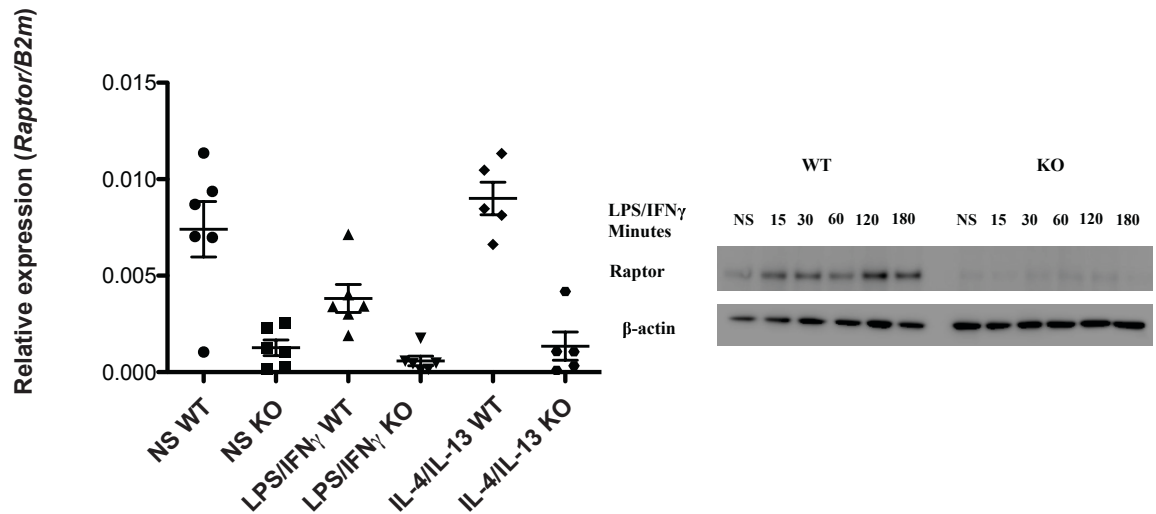 Relative expression (Raptor/B2m)
0.015
0.010
0.005
0.000
NS WT
NS KO
LPS/IFNγ WT
LPS/IFNγ KO
IL-4/IL-13 WT
IL-4/IL-13 KO
WT KO
LPS/IFNγ
Minutes
NS 15 30 60 120 180 NS 15 30 60 120 180
Raptor
β-actin